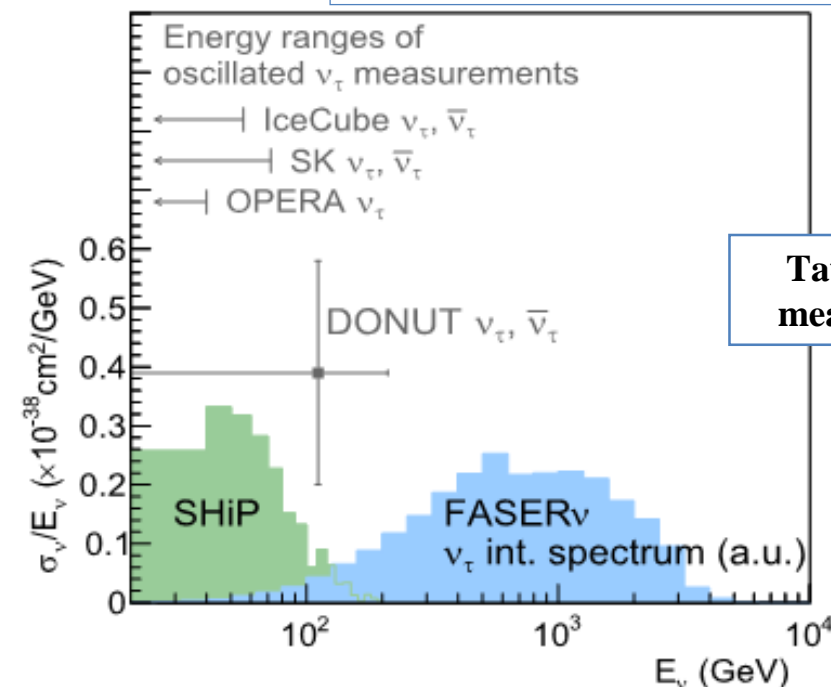 Energy ranges of
oscillated ντ measurements
IceCube ντ, ν̅τ
SK ντ, ν̅τ
OPERA ντ
0.6
0.5
0.4
0.3
0.2
0.1
0
σν/Eν (×10⁻³⁸cm²/GeV)
DONUT ντ, ν̅τ
SHiP
FASERν
ντ int. spectrum (a.u.)
10²
10³
10⁴
Eν (GeV)